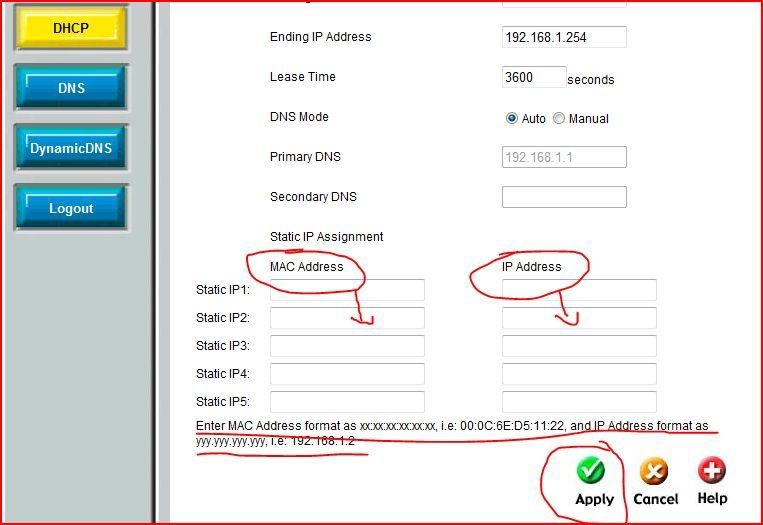 DHCP
Ending IP Address 192.168.1.254
Lease Time 3600 seconds
DNS
DNS Mode Auto Manual
DynamicDNS
Primary DNS 192.168.1.1
Secondary DNS
Logout
Static IP Assignment
MAC Address IP Address
Static IP1:
Static IP2:
Static IP3:
Static IP4:
Static IP5:
Enter MAC Address format as xx:xx:xx:xx:xx:xx, i.e: 00:0C:6E:D5:11:22, and IP Address format as
yyy.yyy.yyy.yyy, i.e: 192.168.1.2
Apply Cancel Help